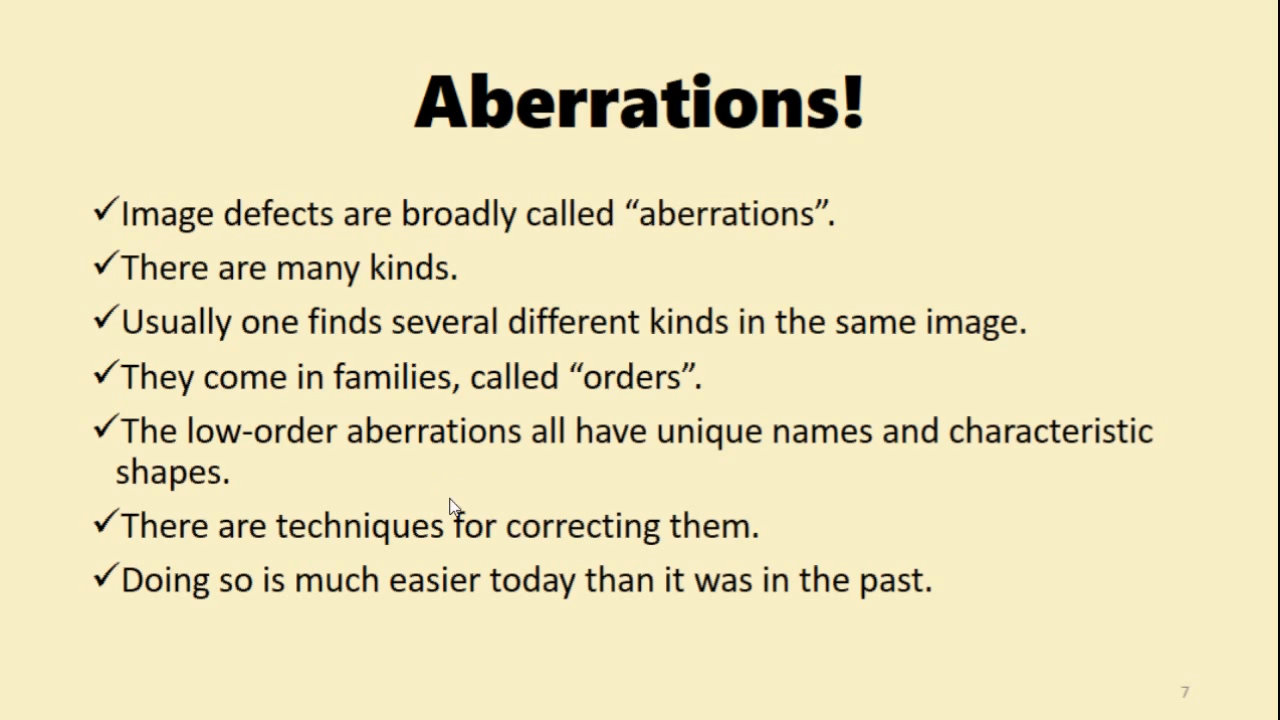 Aberrations!
✓Image defects are broadly called “aberrations”.
✓There are many kinds.
✓Usually one finds several different kinds in the same image.
✓They come in families, called “orders”.
✓The low-order aberrations all have unique names and characteristic
shapes.
✓There are techniques for correcting them.
✓Doing so is much easier today than it was in the past.
7